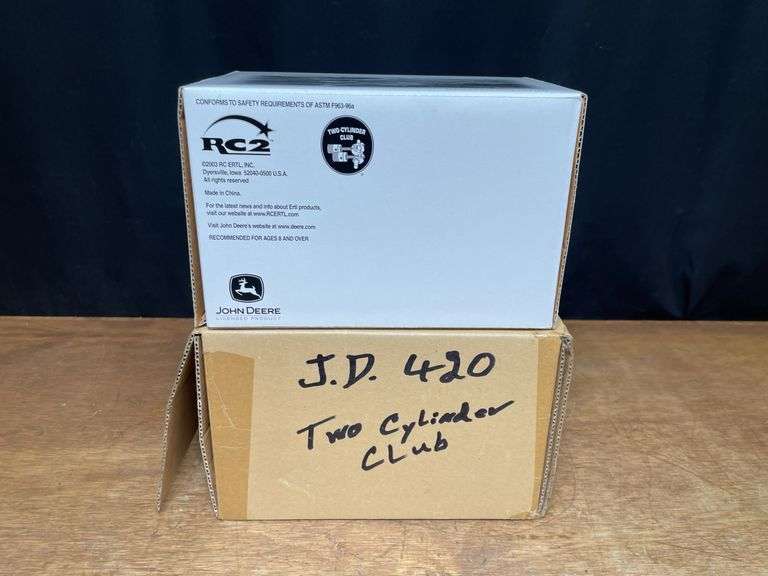 CONFORMS TO SAFETY REQUIREMENTS OF ASTM F963-96a
RC2
TWO-CYLINDER
CLUB
©2003 RC ERTL, INC.
Dyersville, Iowa 52040-0500 U.S.A.
All rights reserved
Made in China.
For the latest news and info about Ertl products,
visit our website at www.RCERTL.com
Visit John Deere's website at www.deere.com
RECOMMENDED FOR AGES 8 AND OVER
JOHN DEERE
LICENSED PRODUCT
J.D. 420
Two Cylinder
CLub